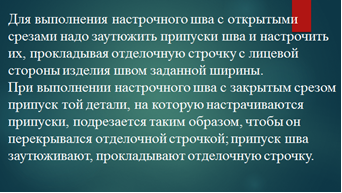 Для выполнения настрочного шва с открытыми
срезами надо заутюжить припуски шва и настрочить
их, прокладывая отделочную строчку с лицевой
стороны изделия швом заданной ширины.
При выполнении настрочного шва с закрытым срезом
припуск той детали, на которую настрачиваются
припуски, подрезается таким образом, чтобы он
перекрывался отделочной строчкой; припуск шва
заутюживают, прокладывают отделочную строчку.